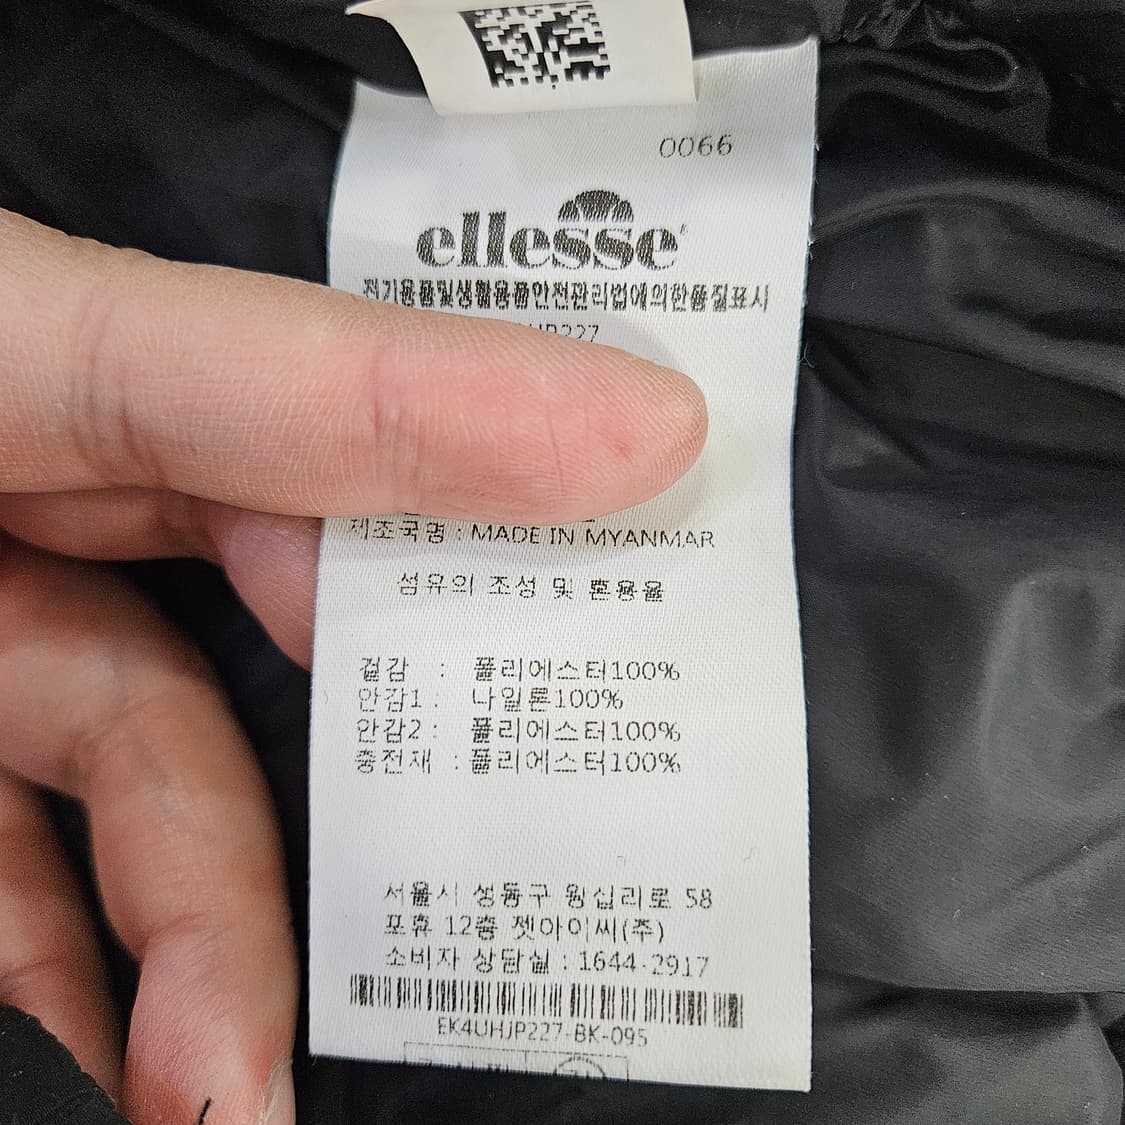 0066
ellesse
전기용품및생활용품안전관리법에의한품질표시
UHJP227
제조국명 : MADE IN MYANMAR
섬유의 조성 및 혼용율
겉감 : 폴리에스터100%
안감1 : 나일론100%
안감2 : 폴리에스터100%
충전재 : 폴리에스터100%
서울시 성동구 왕십리로 58
포휴 12층 젯아이씨(주)
소비자 상담실 : 1644-2917
EK4UHJP227-BK-095